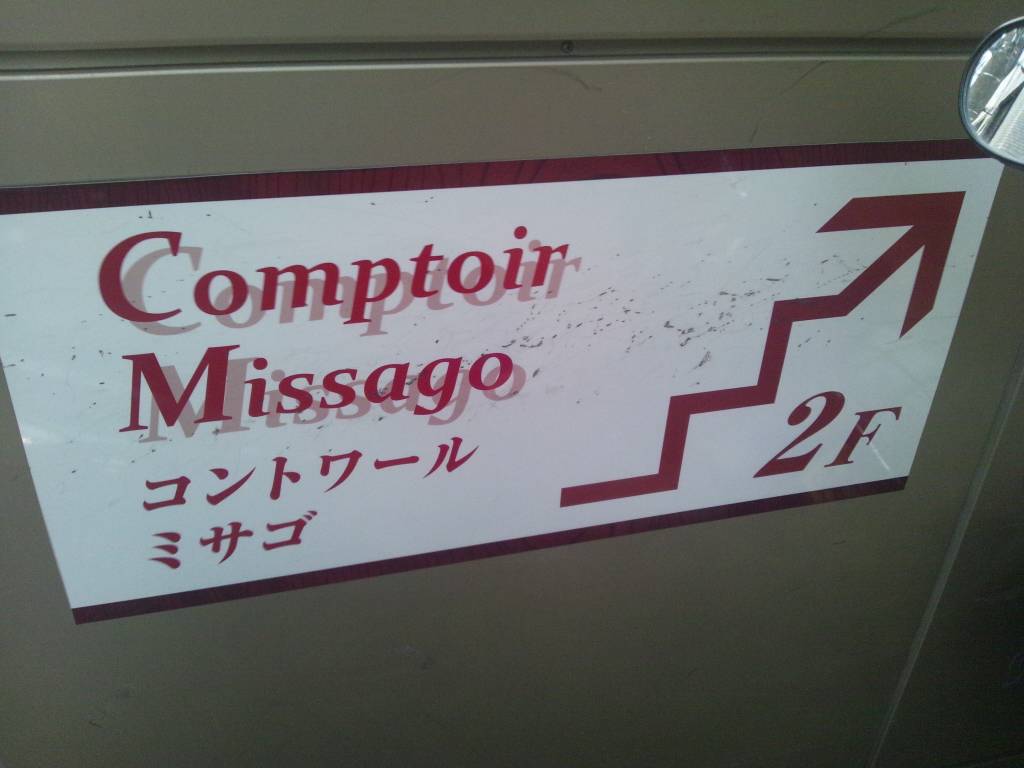 Comptoir
Missago
コントワール
ミサゴ
2F